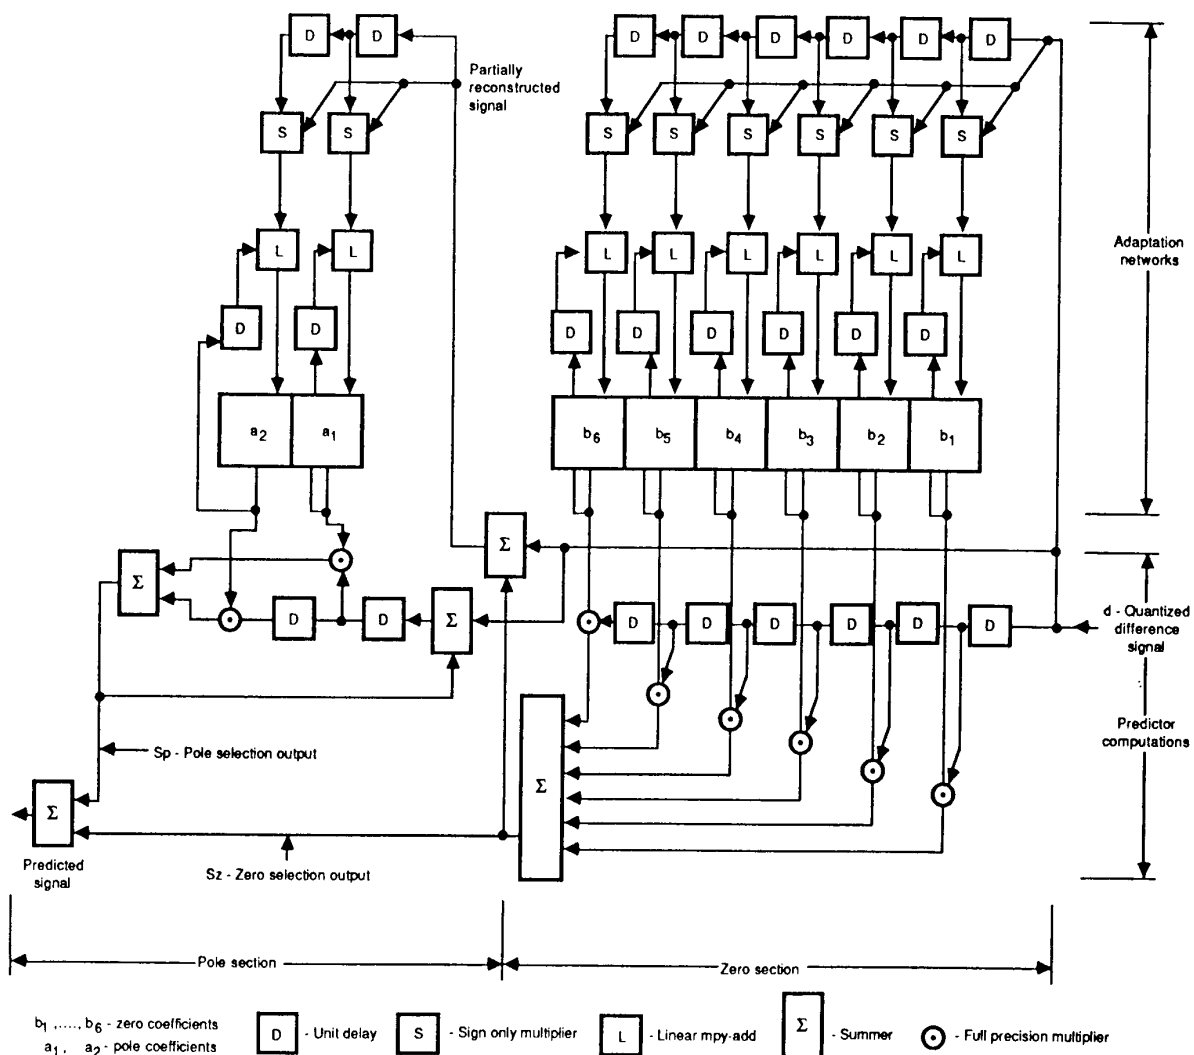 D D D D D D D D
Partially
reconstructed
signal
S S S S S S S S
L L L L L L L L
Adaptation
networks
D D D D D D D D
a2 a1 b6 b5 b4 b3 b2 b1
Σ
Σ
D D Σ D D D D D D
d - Quantized
difference
signal
Sp - Pole selection output
Predictor
computations
Σ
Σ
Predicted
signal
Sz - Zero selection output
Pole section
Zero section
b1 ,...., b6 - zero coefficients
a1 , a2 - pole coefficients
D - Unit delay
S - Sign only multiplier
L - Linear mpy-add
Σ - Summer
- Full precision multiplier